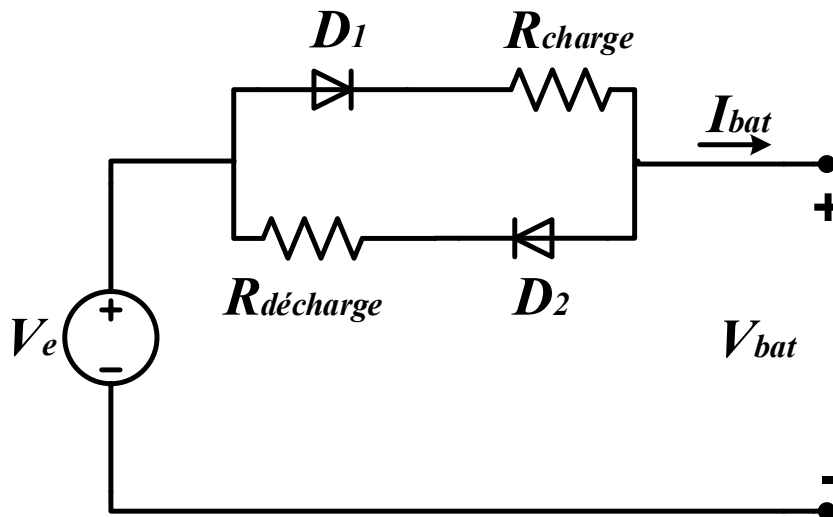 D1
Rcharge
Ibat
+
Rdécharge
D2
+
Ve
-
Vbat
-